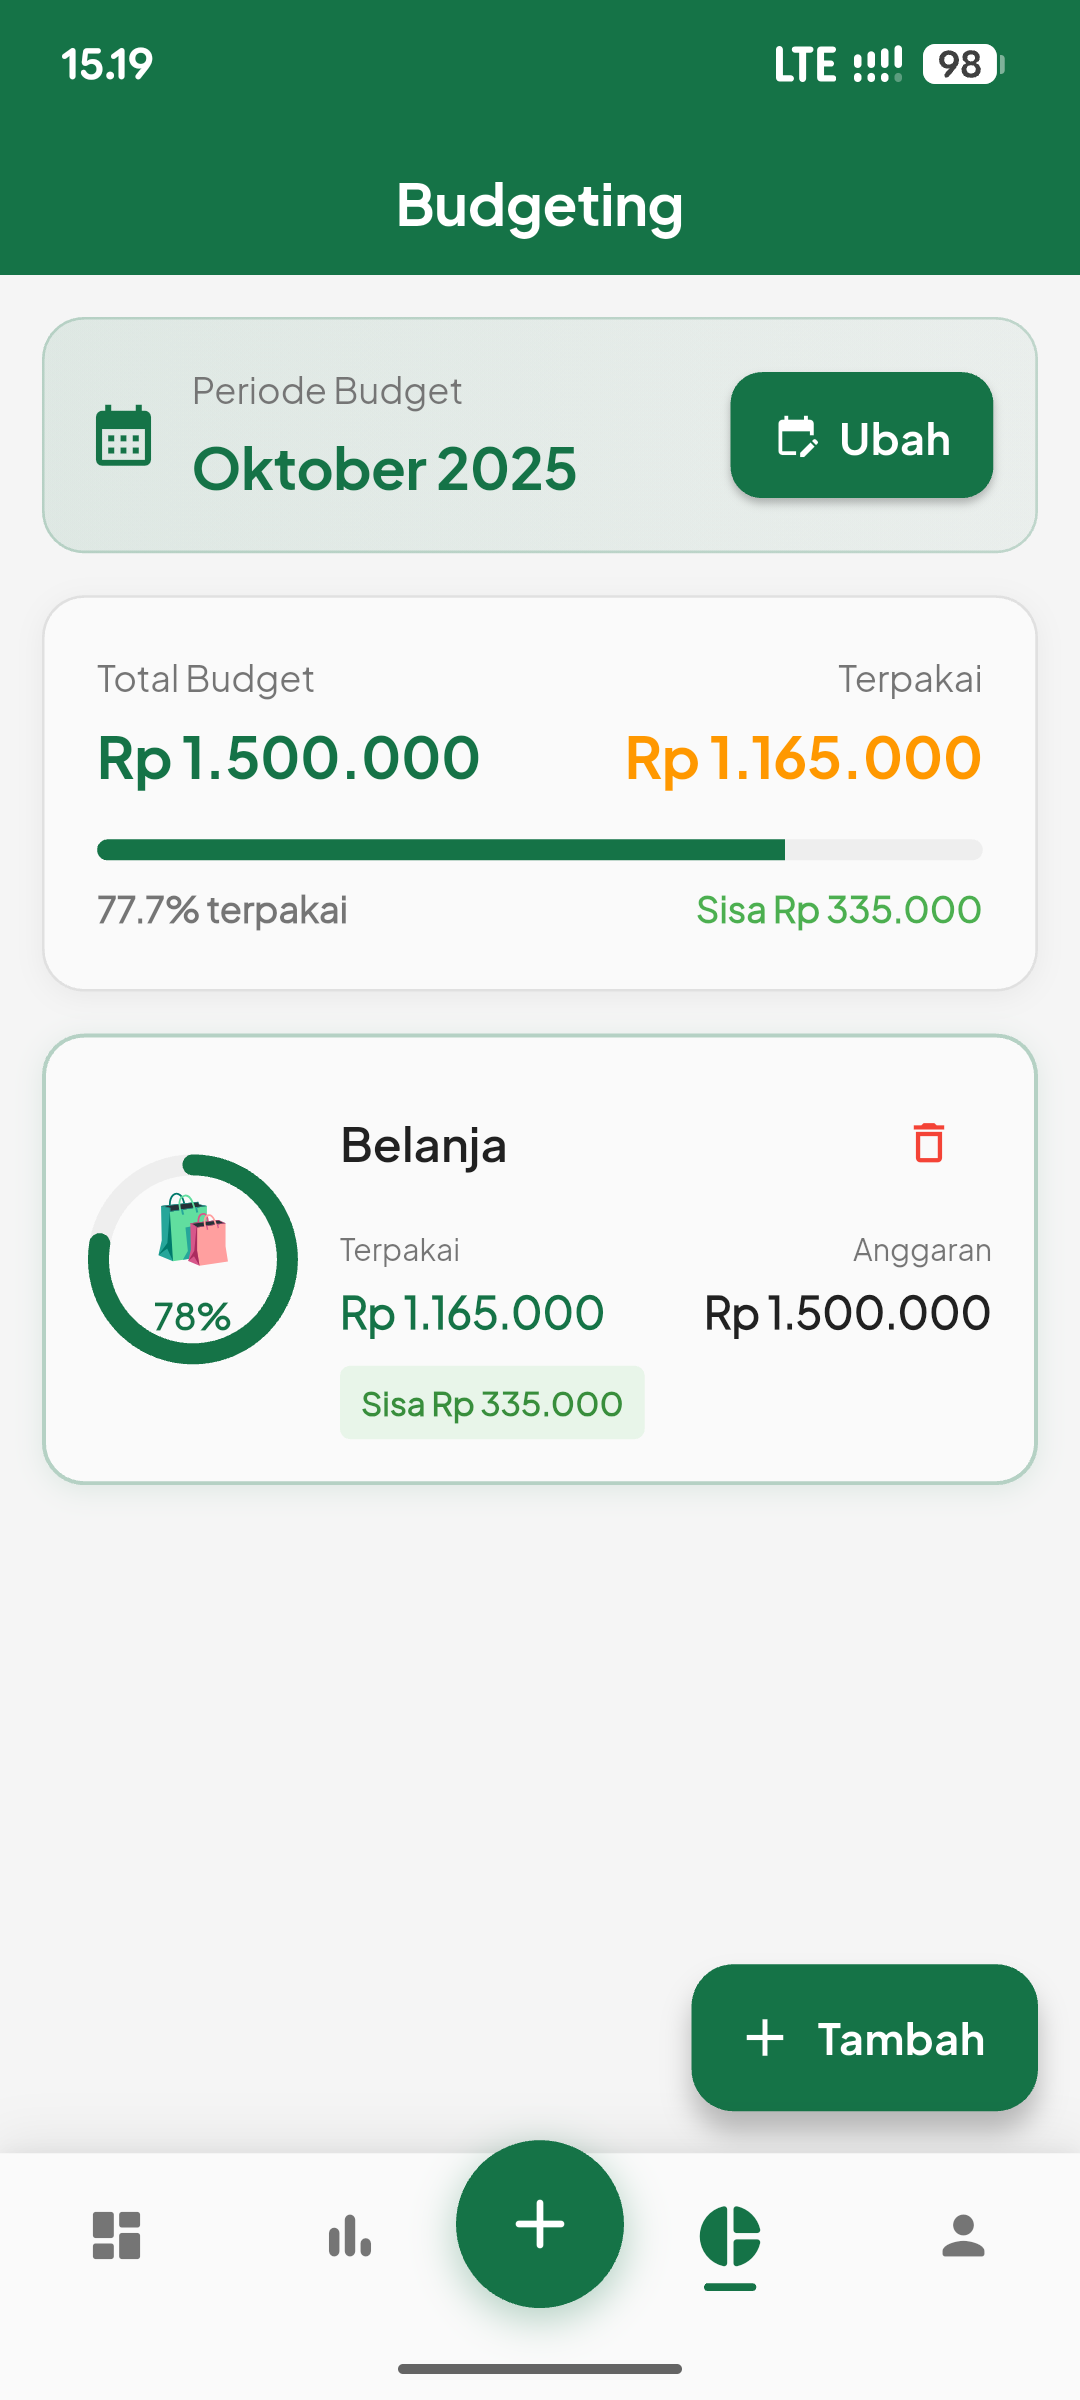 15.19
LTE 98
Budgeting
Periode Budget
Oktober 2025
Ubah
Total Budget
Terpakai
Rp 1.500.000
Rp 1.165.000
77.7% terpakai
Sisa Rp 335.000
Belanja
78%
Terpakai
Anggaran
Rp 1.165.000
Rp 1.500.000
Sisa Rp 335.000
Tambah